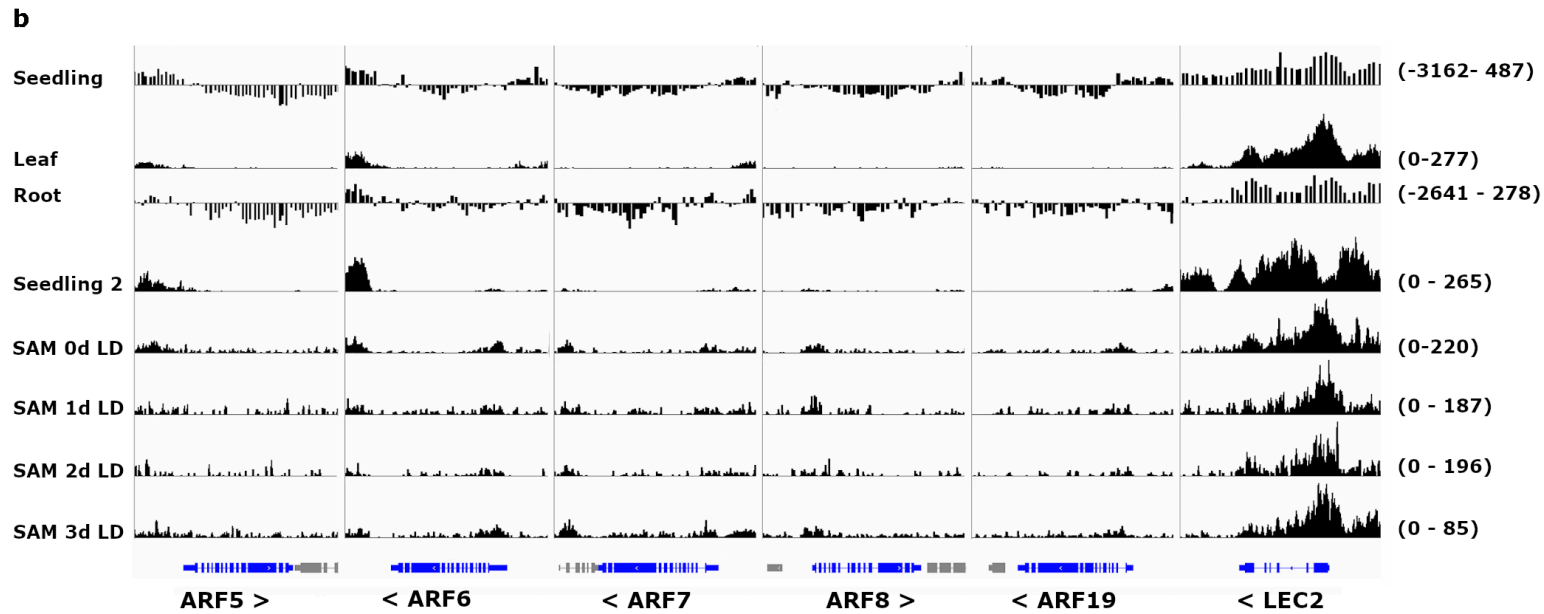 b
Seedling (-3162- 487)
Leaf (0-277)
Root (-2641 - 278)
Seedling 2 (0 - 265)
SAM 0d LD (0-220)
SAM 1d LD (0 - 187)
SAM 2d LD (0 - 196)
SAM 3d LD (0 - 85)
ARF5 > < ARF6 < ARF7 ARF8 > < ARF19 < LEC2